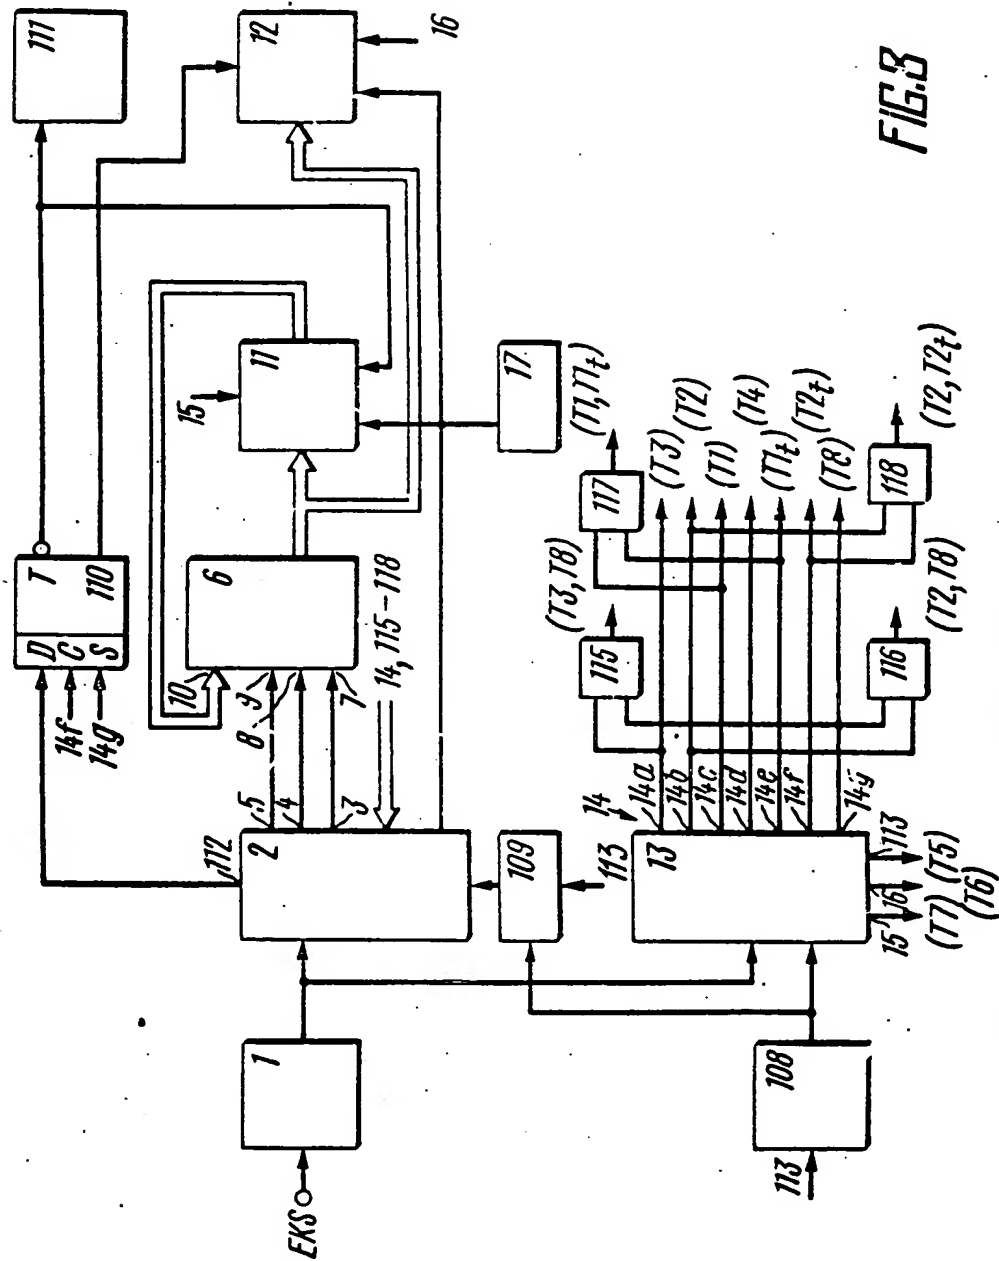 111
12
16
FIG.8
T
D
C
S
110
14f
14g
15
11
17
6
10
9
8
7
5
4
3
112
2
14, 115-118
(T1, T1t)
117
(T3)
(T2)
(T1)
(T4)
(T1t)
(T2t)
(T8)
118
(T2, T2t)
(T3, T8)
115
116
(T2, T8)
109
113
14
14a
14b
14c
14d
14e
14f
14g
13
113
16
15
(T5)
(T6)
(T7)
1
EKS
108
113